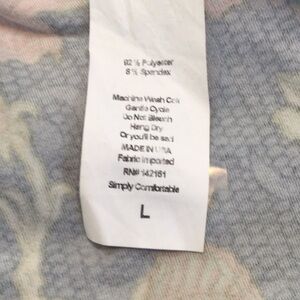 92 % Polyester
8% Spandex
Machine Wash Cold
Gentle Cycle
Do Not Bleach
Hang Dry
Or you'll be sad
MADE IN USA
Fabric Imported
RN# 142151
Simply Comfortable
L